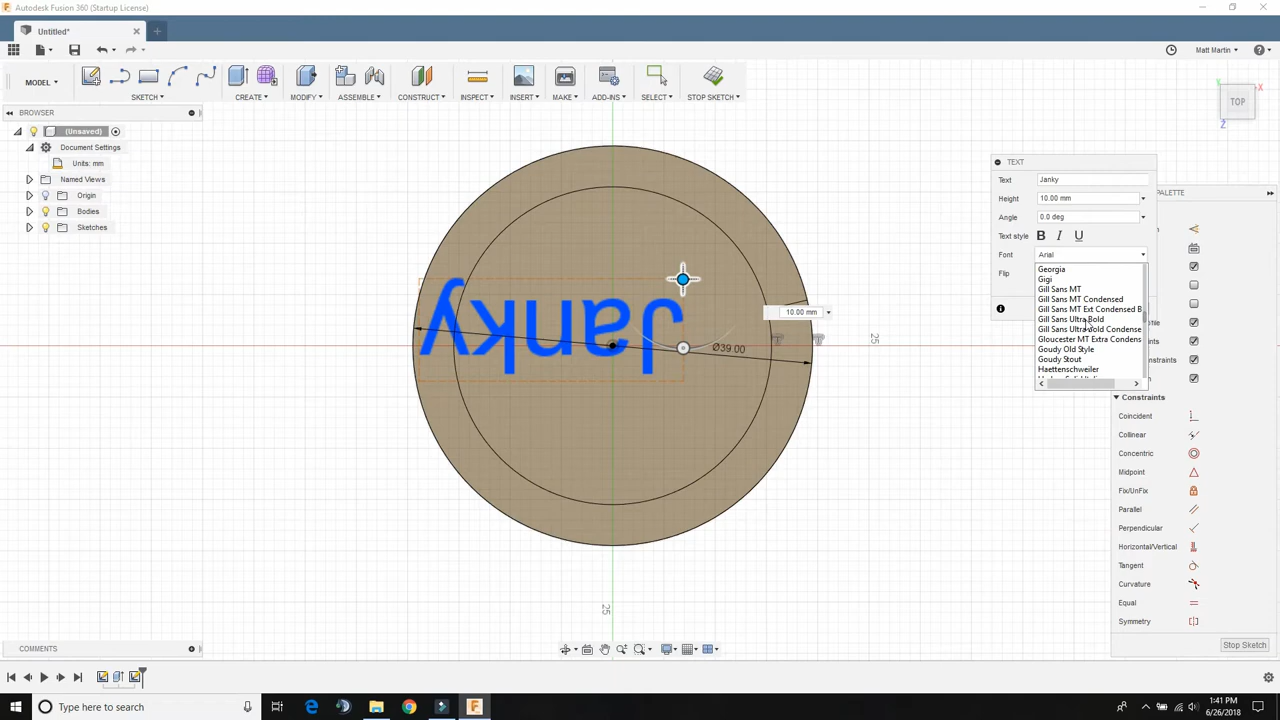 Autodesk Fusion 360 (Startup License)
Untitled*
Matt Martin
MODEL
SKETCH
CREATE
MODIFY
ASSEMBLE
CONSTRUCT
INSPECT
INSERT
MAKE
ADD-INS
SELECT
STOP SKETCH
BROWSER
(Unsaved)
Document Settings
Units: mm
Named Views
Origin
Bodies
Sketches
TOP
X
Y
Z
TEXT
Text Janky
Height 10.00 mm
Angle 0.0 deg
Text style B I U
Font Arial
Flip
Georgia
Gigi
Gill Sans MT
Gill Sans MT Condensed
Gill Sans MT Ext Condensed B
Gill Sans Ultra Bold
Gill Sans Ultra Bold Condense
Gloucester MT Extra Condens
Goudy Old Style
Goudy Stout
Haettenschweiler
PALETTE
Constraints
Coincident
Collinear
Concentric
Midpoint
Fix/UnFix
Parallel
Perpendicular
Horizontal/Vertical
Tangent
Curvature
Equal
Symmetry
Stop Sketch
Janky
10.00 mm
Ø39.00
25
25
COMMENTS
Type here to search
1:41 PM
6/26/2018